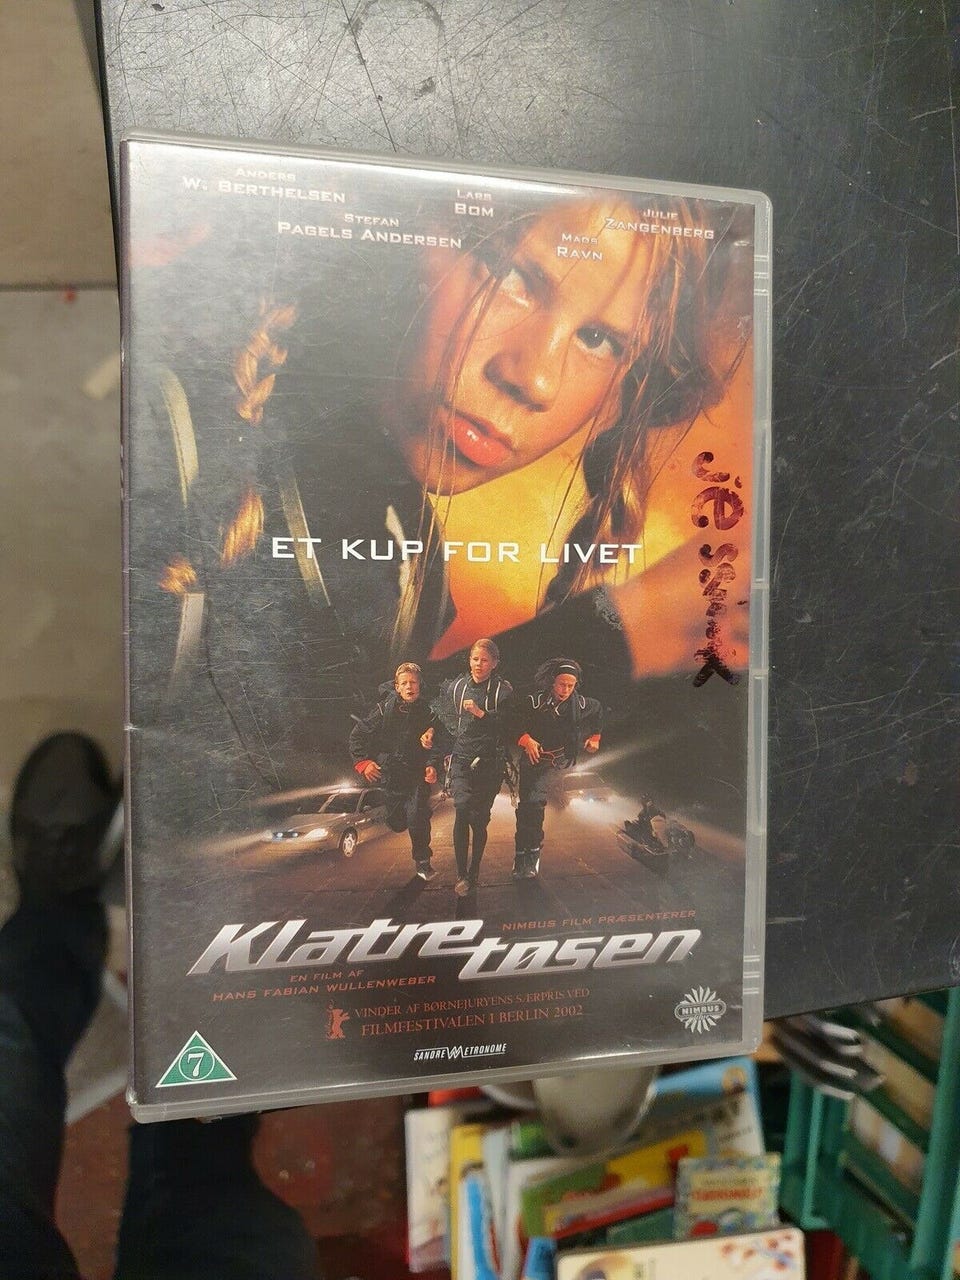 ANDERS
W. BERTHELSEN
LARS
BOM
JULIE
ZANGENBERG
STEFAN
PAGELS ANDERSEN
MADS
RAVN
ET KUP FOR LIVET
NIMBUS FILM PRÆSENTERER
Klatretøsen
EN FILM AF
HANS FABIAN WULLENWEBER
VINDER AF BØRNEJURYENS SÆRPRIS VED
FILMFESTIVALEN I BERLIN 2002
NIMBUS
FILM
SANDREW METRONOME
7